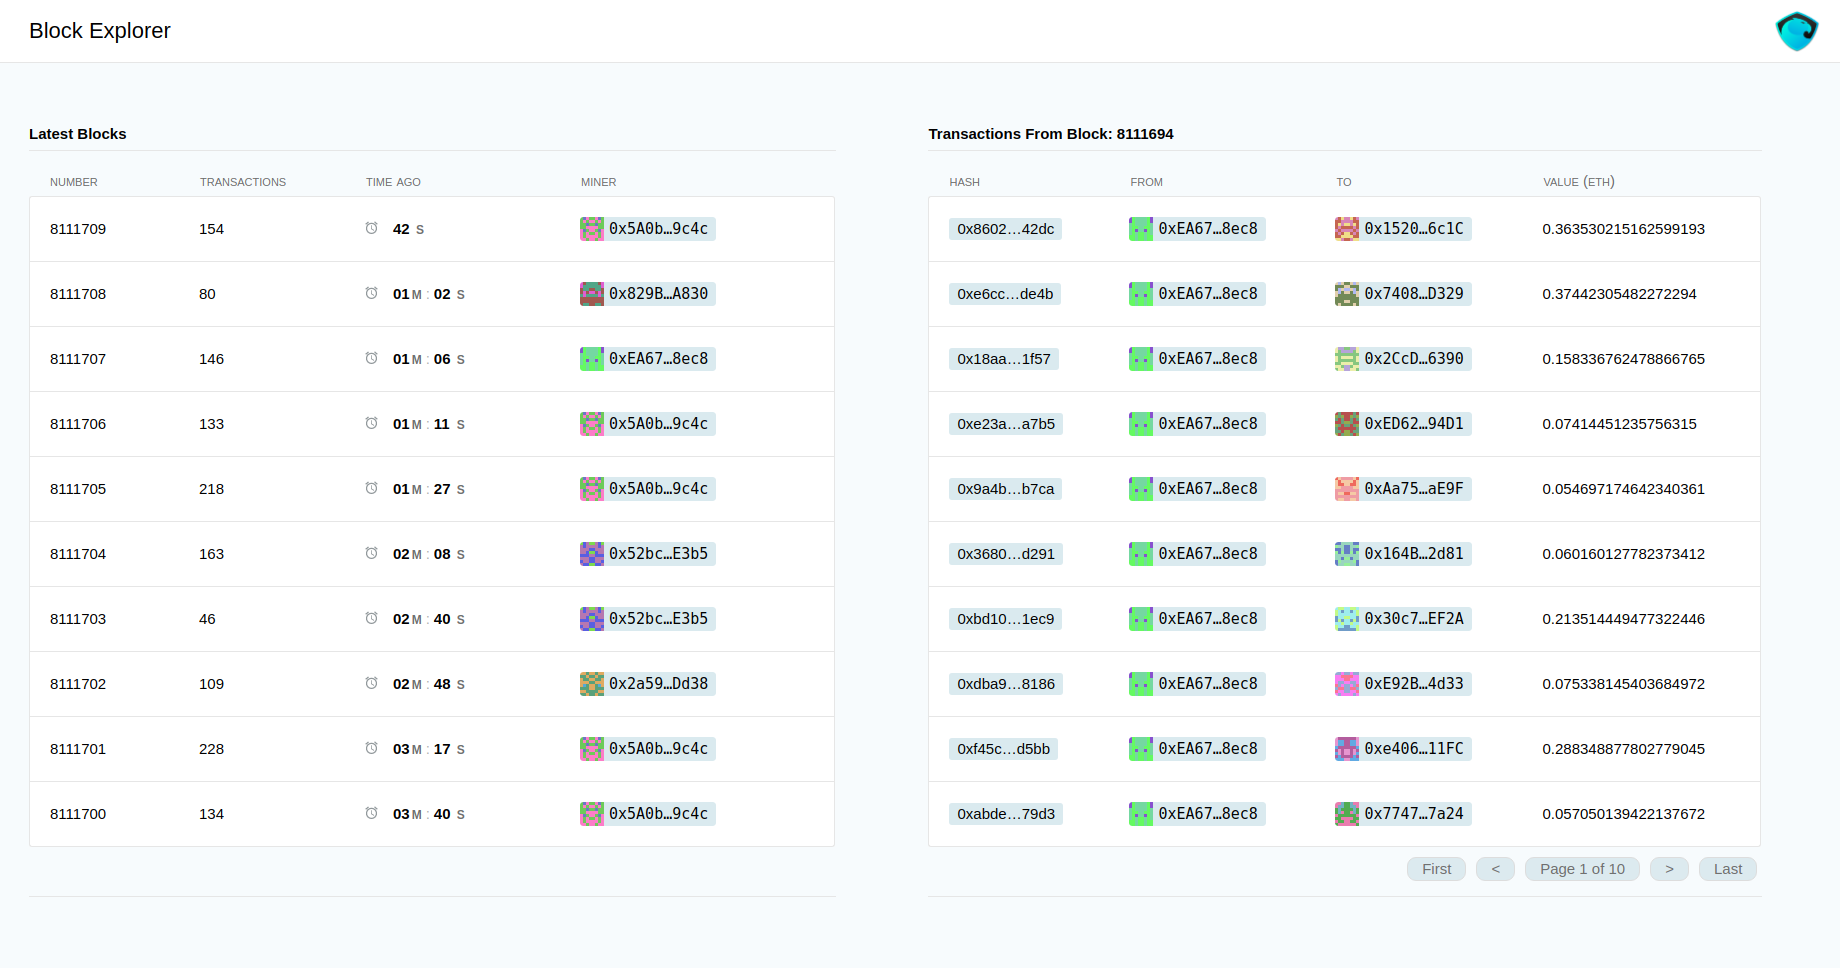 Block Explorer
Latest Blocks
NUMBER TRANSACTIONS TIME AGO MINER
8111709 154 42 S 0x5A0b…9c4c
8111708 80 01 M : 02 S 0x829B…A830
8111707 146 01 M : 06 S 0xEA67…8ec8
8111706 133 01 M : 11 S 0x5A0b…9c4c
8111705 218 01 M : 27 S 0x5A0b…9c4c
8111704 163 02 M : 08 S 0x52bc…E3b5
8111703 46 02 M : 40 S 0x52bc…E3b5
8111702 109 02 M : 48 S 0x2a59…Dd38
8111701 228 03 M : 17 S 0x5A0b…9c4c
8111700 134 03 M : 40 S 0x5A0b…9c4c
Transactions From Block: 8111694
HASH FROM TO VALUE (ETH)
0x8602…42dc 0xEA67…8ec8 0x1520…6c1C 0.363530215162599193
0xe6cc…de4b 0xEA67…8ec8 0x7408…D329 0.37442305482272294
0x18aa…1f57 0xEA67…8ec8 0x2CcD…6390 0.158336762478866765
0xe23a…a7b5 0xEA67…8ec8 0xED62…94D1 0.07414451235756315
0x9a4b…b7ca 0xEA67…8ec8 0xAa75…aE9F 0.054697174642340361
0x3680…d291 0xEA67…8ec8 0x164B…2d81 0.060160127782373412
0xbd10…1ec9 0xEA67…8ec8 0x30c7…EF2A 0.213514449477322446
0xdba9…8186 0xEA67…8ec8 0xE92B…4d33 0.075338145403684972
0xf45c…d5bb 0xEA67…8ec8 0xe406…11FC 0.288348877802779045
0xabde…79d3 0xEA67…8ec8 0x7747…7a24 0.057050139422137672
First < Page 1 of 10 > Last